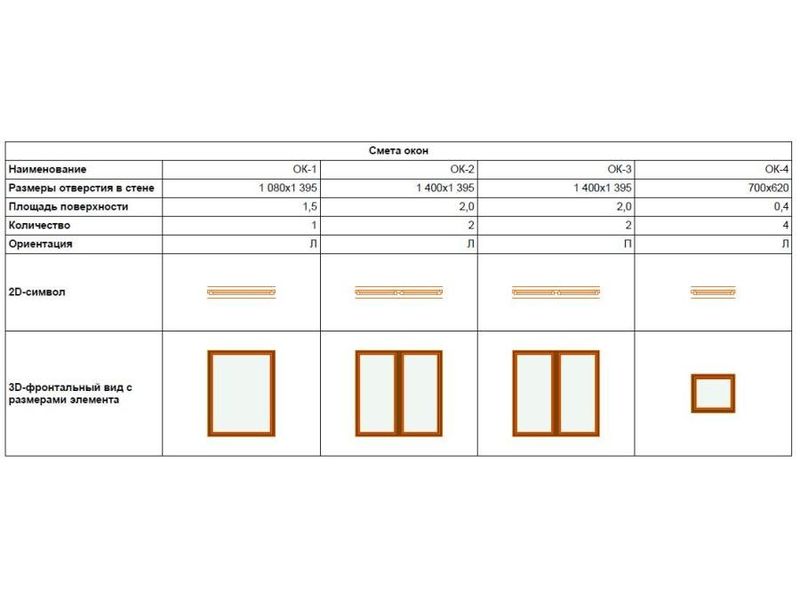 Смета окон
Наименование ОК-1 ОК-2 ОК-3 ОК-4
Размеры отверстия в стене 1 080x1 395 1 400x1 395 1 400x1 395 700x620
Площадь поверхности 1,5 2,0 2,0 0,4
Количество 1 2 2 4
Ориентация Л Л П Л
2D-символ
3D-фронтальный вид с
размерами элемента